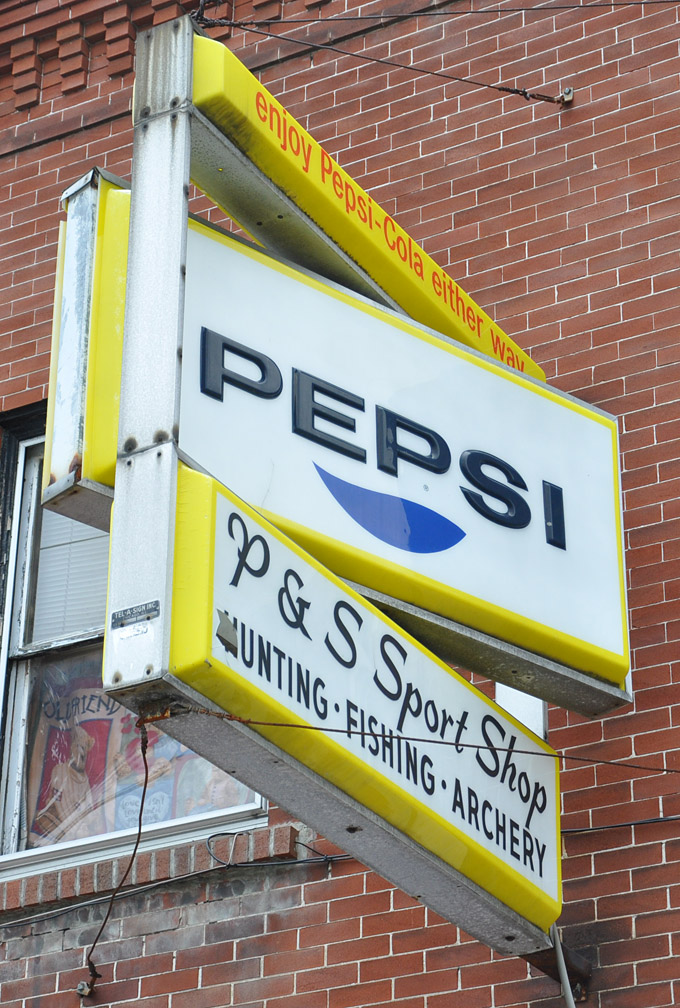 enjoy Pepsi-Cola either way
PEPSI
P & S Sport Shop
HUNTING · FISHING · ARCHERY
TEL-A-SIGN INC.